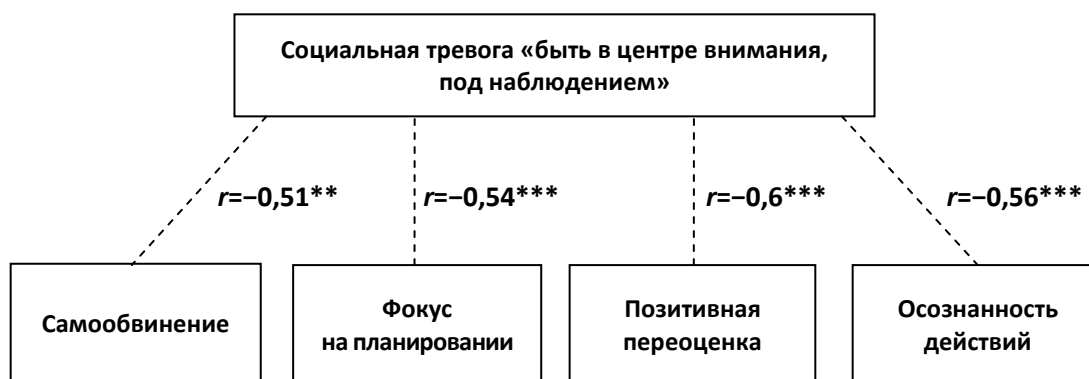 Социальная тревога «быть в центре внимания,
под наблюдением»
r=−0,51**
r=−0,54***
r=−0,6***
r=−0,56***
Самообвинение
Фокус
на планировании
Позитивная
переоценка
Осознанность
действий